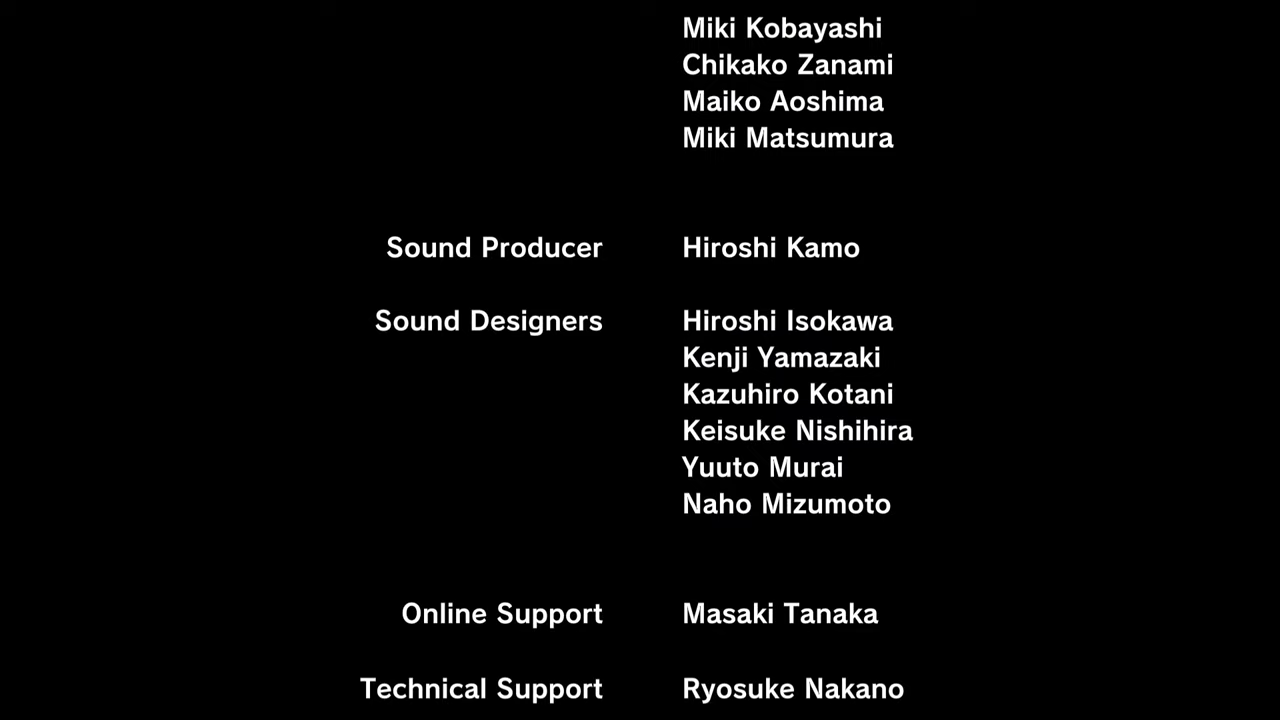 Miki Kobayashi
Chikako Zanami
Maiko Aoshima
Miki Matsumura
Sound Producer Hiroshi Kamo
Sound Designers Hiroshi Isokawa
Kenji Yamazaki
Kazuhiro Kotani
Keisuke Nishihira
Yuuto Murai
Naho Mizumoto
Online Support Masaki Tanaka
Technical Support Ryosuke Nakano